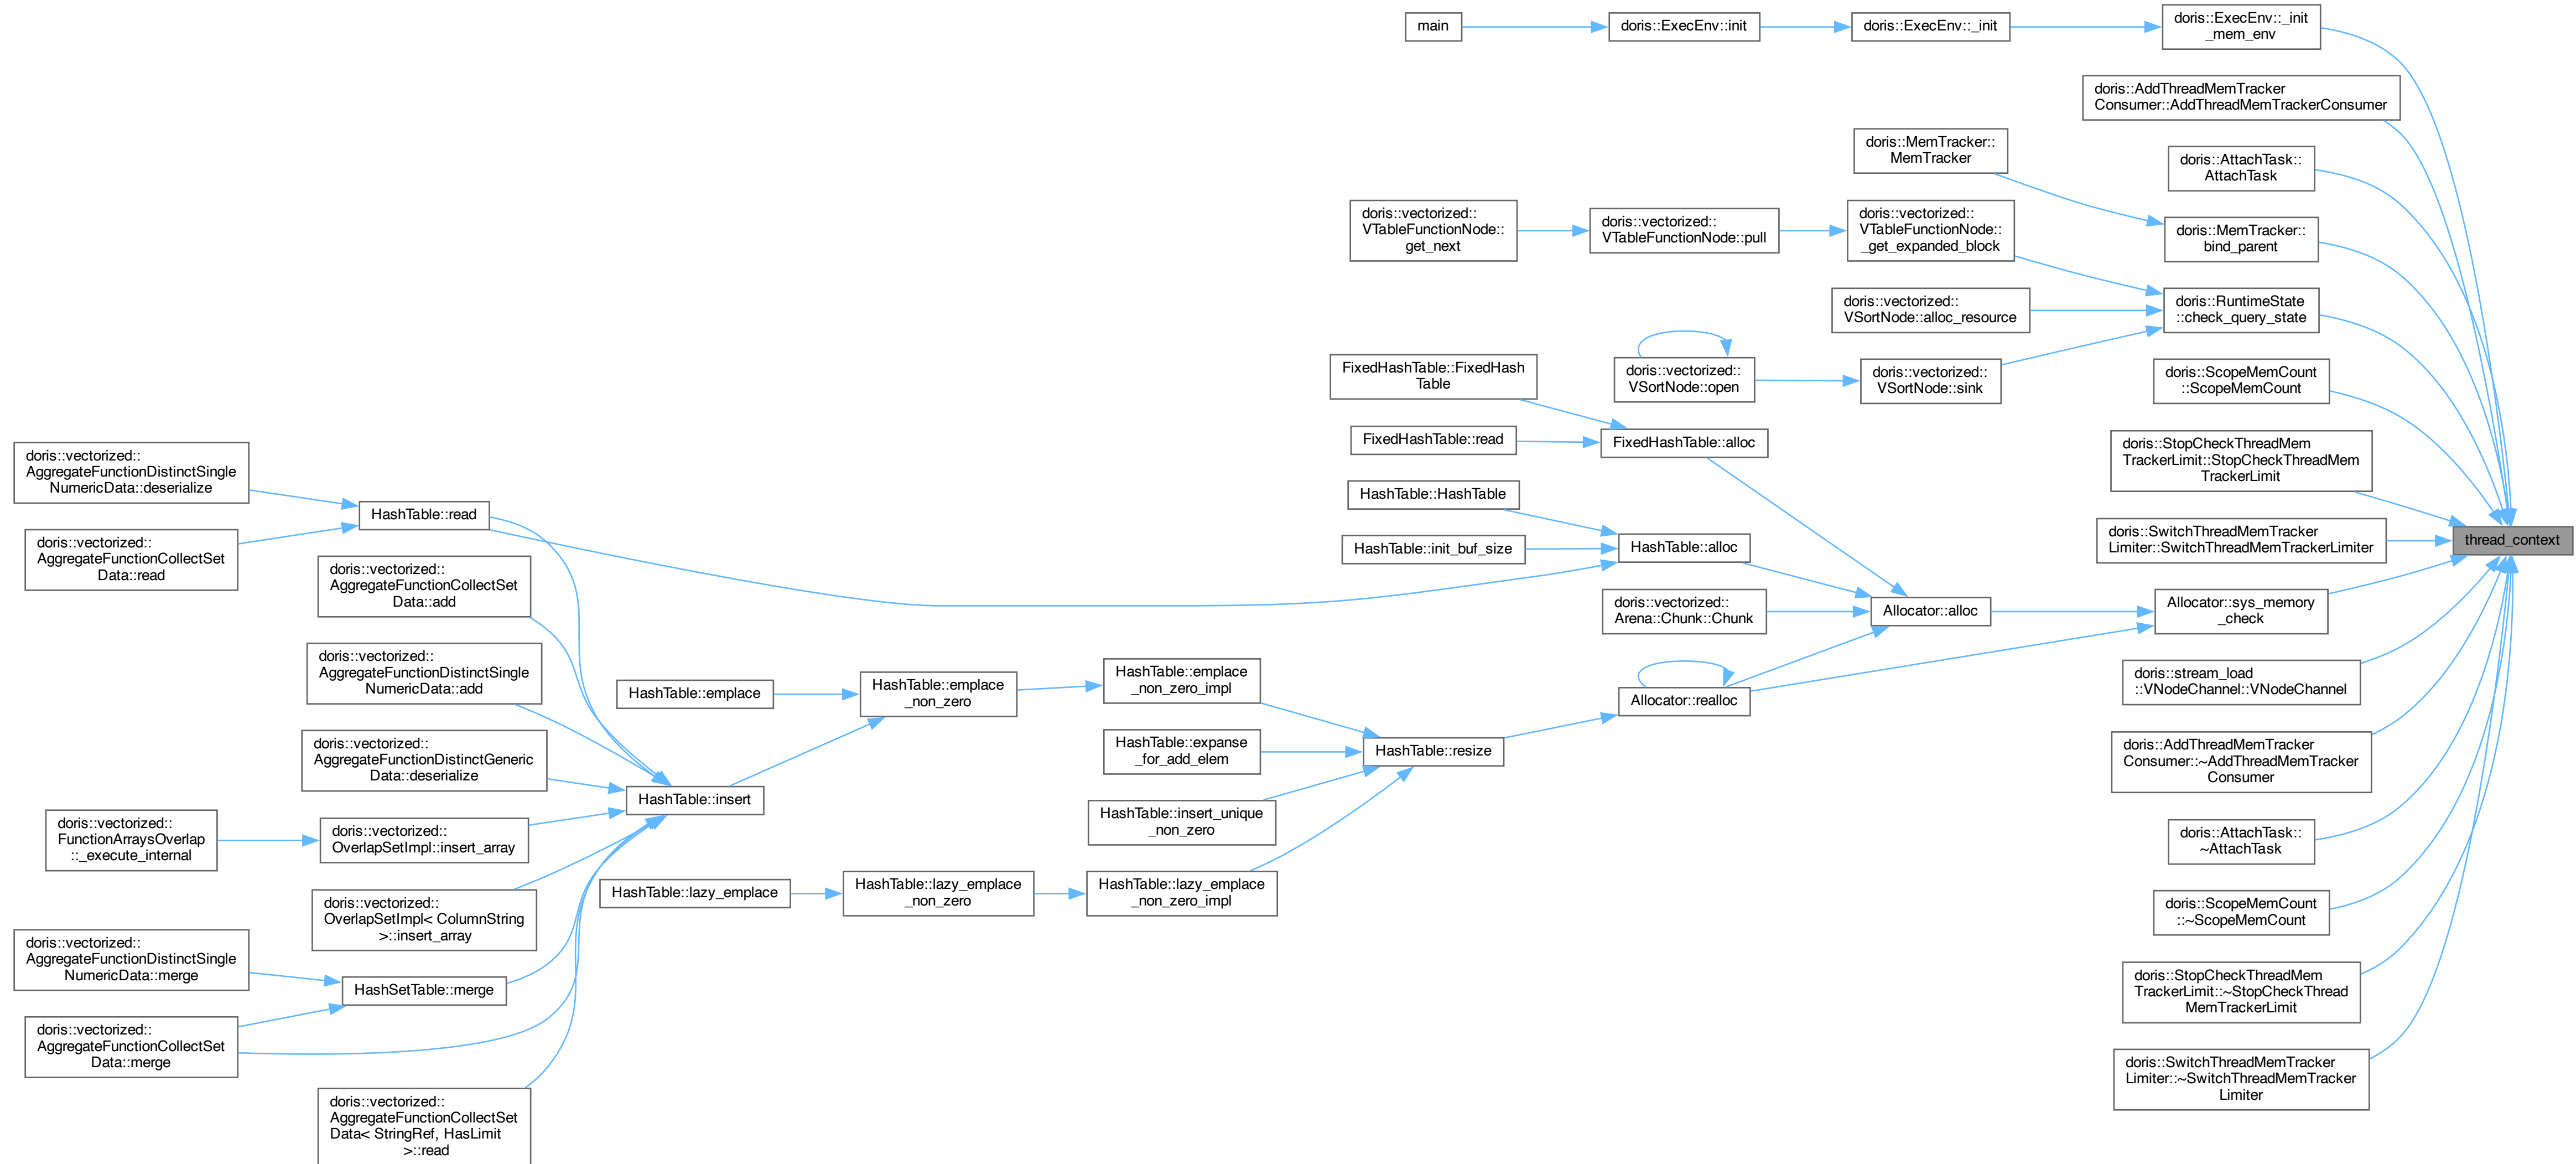 main
doris::ExecEnv::init
doris::ExecEnv::_init
doris::ExecEnv::_init
_mem_env
doris::AddThreadMemTracker
Consumer::AddThreadMemTrackerConsumer
doris::MemTracker::
MemTracker
doris::AttachTask::
AttachTask
doris::vectorized::
VTableFunctionNode::
get_next
doris::vectorized::
VTableFunctionNode::pull
doris::vectorized::
VTableFunctionNode::
_get_expanded_block
doris::MemTracker::
bind_parent
doris::vectorized::
VSortNode::alloc_resource
doris::RuntimeState
::check_query_state
FixedHashTable::FixedHash
Table
doris::vectorized::
VSortNode::open
doris::vectorized::
VSortNode::sink
doris::ScopeMemCount
::ScopeMemCount
FixedHashTable::read
FixedHashTable::alloc
doris::StopCheckThreadMem
TrackerLimit::StopCheckThreadMem
TrackerLimit
doris::vectorized::
AggregateFunctionDistinctSingle
NumericData::deserialize
HashTable::read
HashTable::HashTable
doris::vectorized::
AggregateFunctionCollectSet
Data::read
HashTable::init_buf_size
HashTable::alloc
doris::SwitchThreadMemTracker
Limiter::SwitchThreadMemTrackerLimiter
thread_context
doris::vectorized::
AggregateFunctionCollectSet
Data::add
doris::vectorized::
Arena::Chunk::Chunk
Allocator::alloc
Allocator::sys_memory
_check
doris::vectorized::
AggregateFunctionDistinctSingle
NumericData::add
HashTable::emplace
HashTable::emplace
_non_zero
HashTable::emplace
_non_zero_impl
Allocator::realloc
doris::stream_load
::VNodeChannel::VNodeChannel
doris::vectorized::
AggregateFunctionDistinctGeneric
Data::deserialize
HashTable::expanse
_for_add_elem
HashTable::resize
doris::AddThreadMemTracker
Consumer::~AddThreadMemTracker
Consumer
HashTable::insert
doris::vectorized::
FunctionArraysOverlap
::_execute_internal
doris::vectorized::
OverlapSetImpl::insert_array
HashTable::insert_unique
_non_zero
doris::AttachTask::
~AttachTask
doris::vectorized::
OverlapSetImpl< ColumnString
>::insert_array
HashTable::lazy_emplace
HashTable::lazy_emplace
_non_zero
HashTable::lazy_emplace
_non_zero_impl
doris::ScopeMemCount
::~ScopeMemCount
doris::vectorized::
AggregateFunctionDistinctSingle
NumericData::merge
HashSetTable::merge
doris::StopCheckThreadMem
TrackerLimit::~StopCheckThread
MemTrackerLimit
doris::vectorized::
AggregateFunctionCollectSet
Data::merge
doris::SwitchThreadMemTracker
Limiter::~SwitchThreadMemTracker
Limiter
doris::vectorized::
AggregateFunctionCollectSet
Data< StringRef, HasLimit
>::read